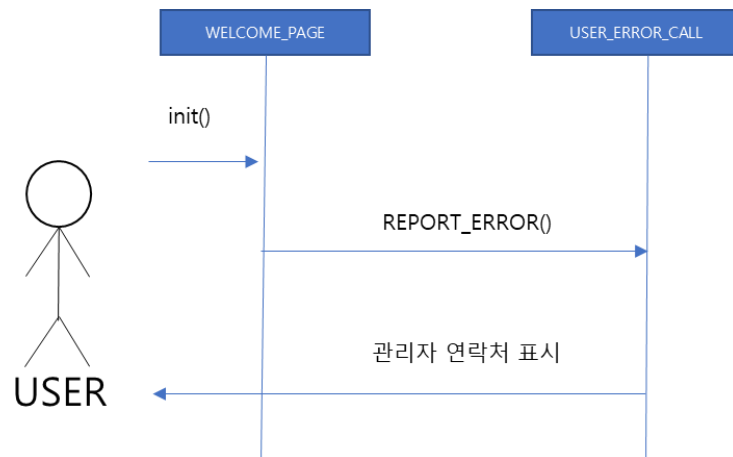 WELCOME_PAGE
USER_ERROR_CALL
init()
REPORT_ERROR()
관리자 연락처 표시
USER